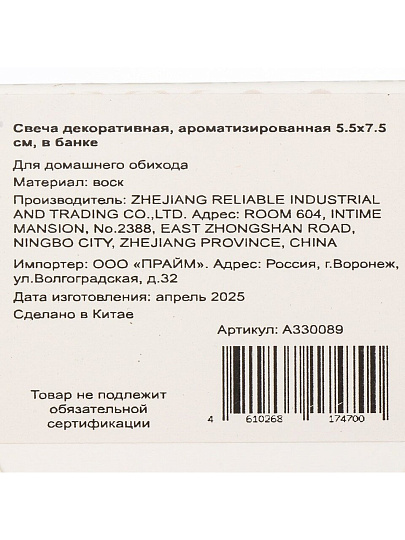 Свеча декоративная, ароматизированная 5.5х7.5
см, в банке
Для домашнего обихода
Материал: воск
Производитель: ZHEJIANG RELIABLE INDUSTRIAL
AND TRADING CO.,LTD. Адрес: ROOM 604, INTIME
MANSION, No.2388, EAST ZHONGSHAN ROAD,
NINGBO CITY, ZHEJIANG PROVINCE, CHINA
Импортер: ООО «ПРАЙМ». Адрес: Россия, г.Воронеж,
ул.Волгоградская, д.32
Дата изготовления: апрель 2025
Сделано в Китае
Артикул: A330089
Товар не подлежит
обязательной
сертификации
4 610268 174700